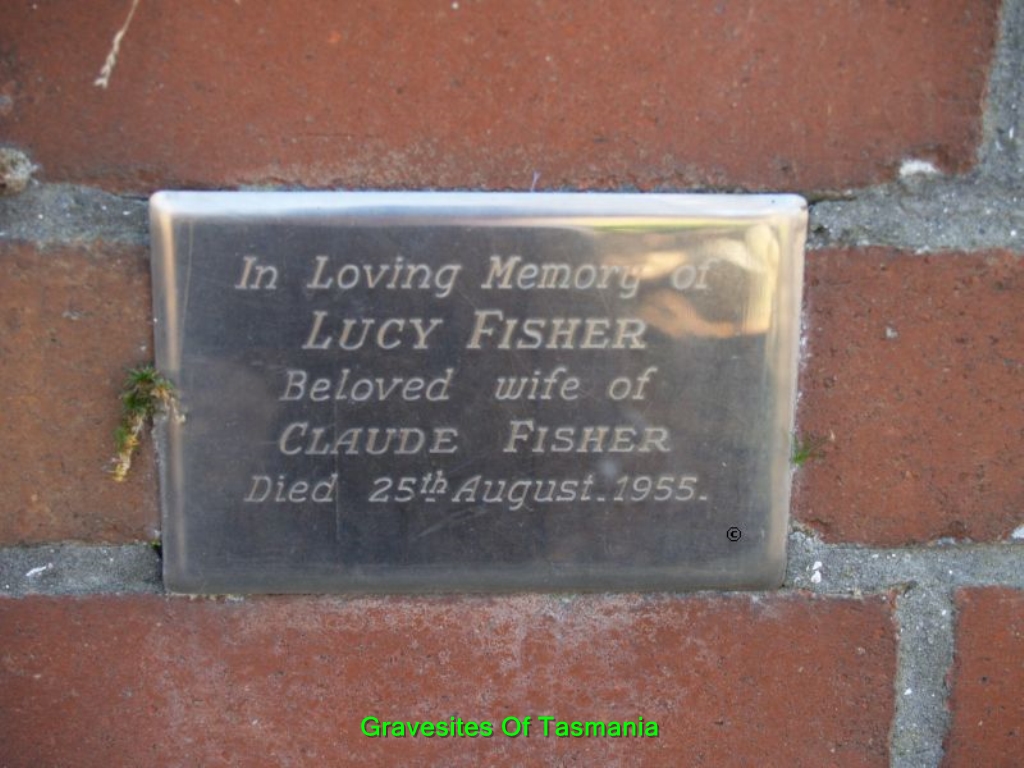 In Loving Memory of
LUCY FISHER
Beloved wife of
CLAUDE FISHER
Died 25th August.1955.
©
Gravesites Of Tasmania